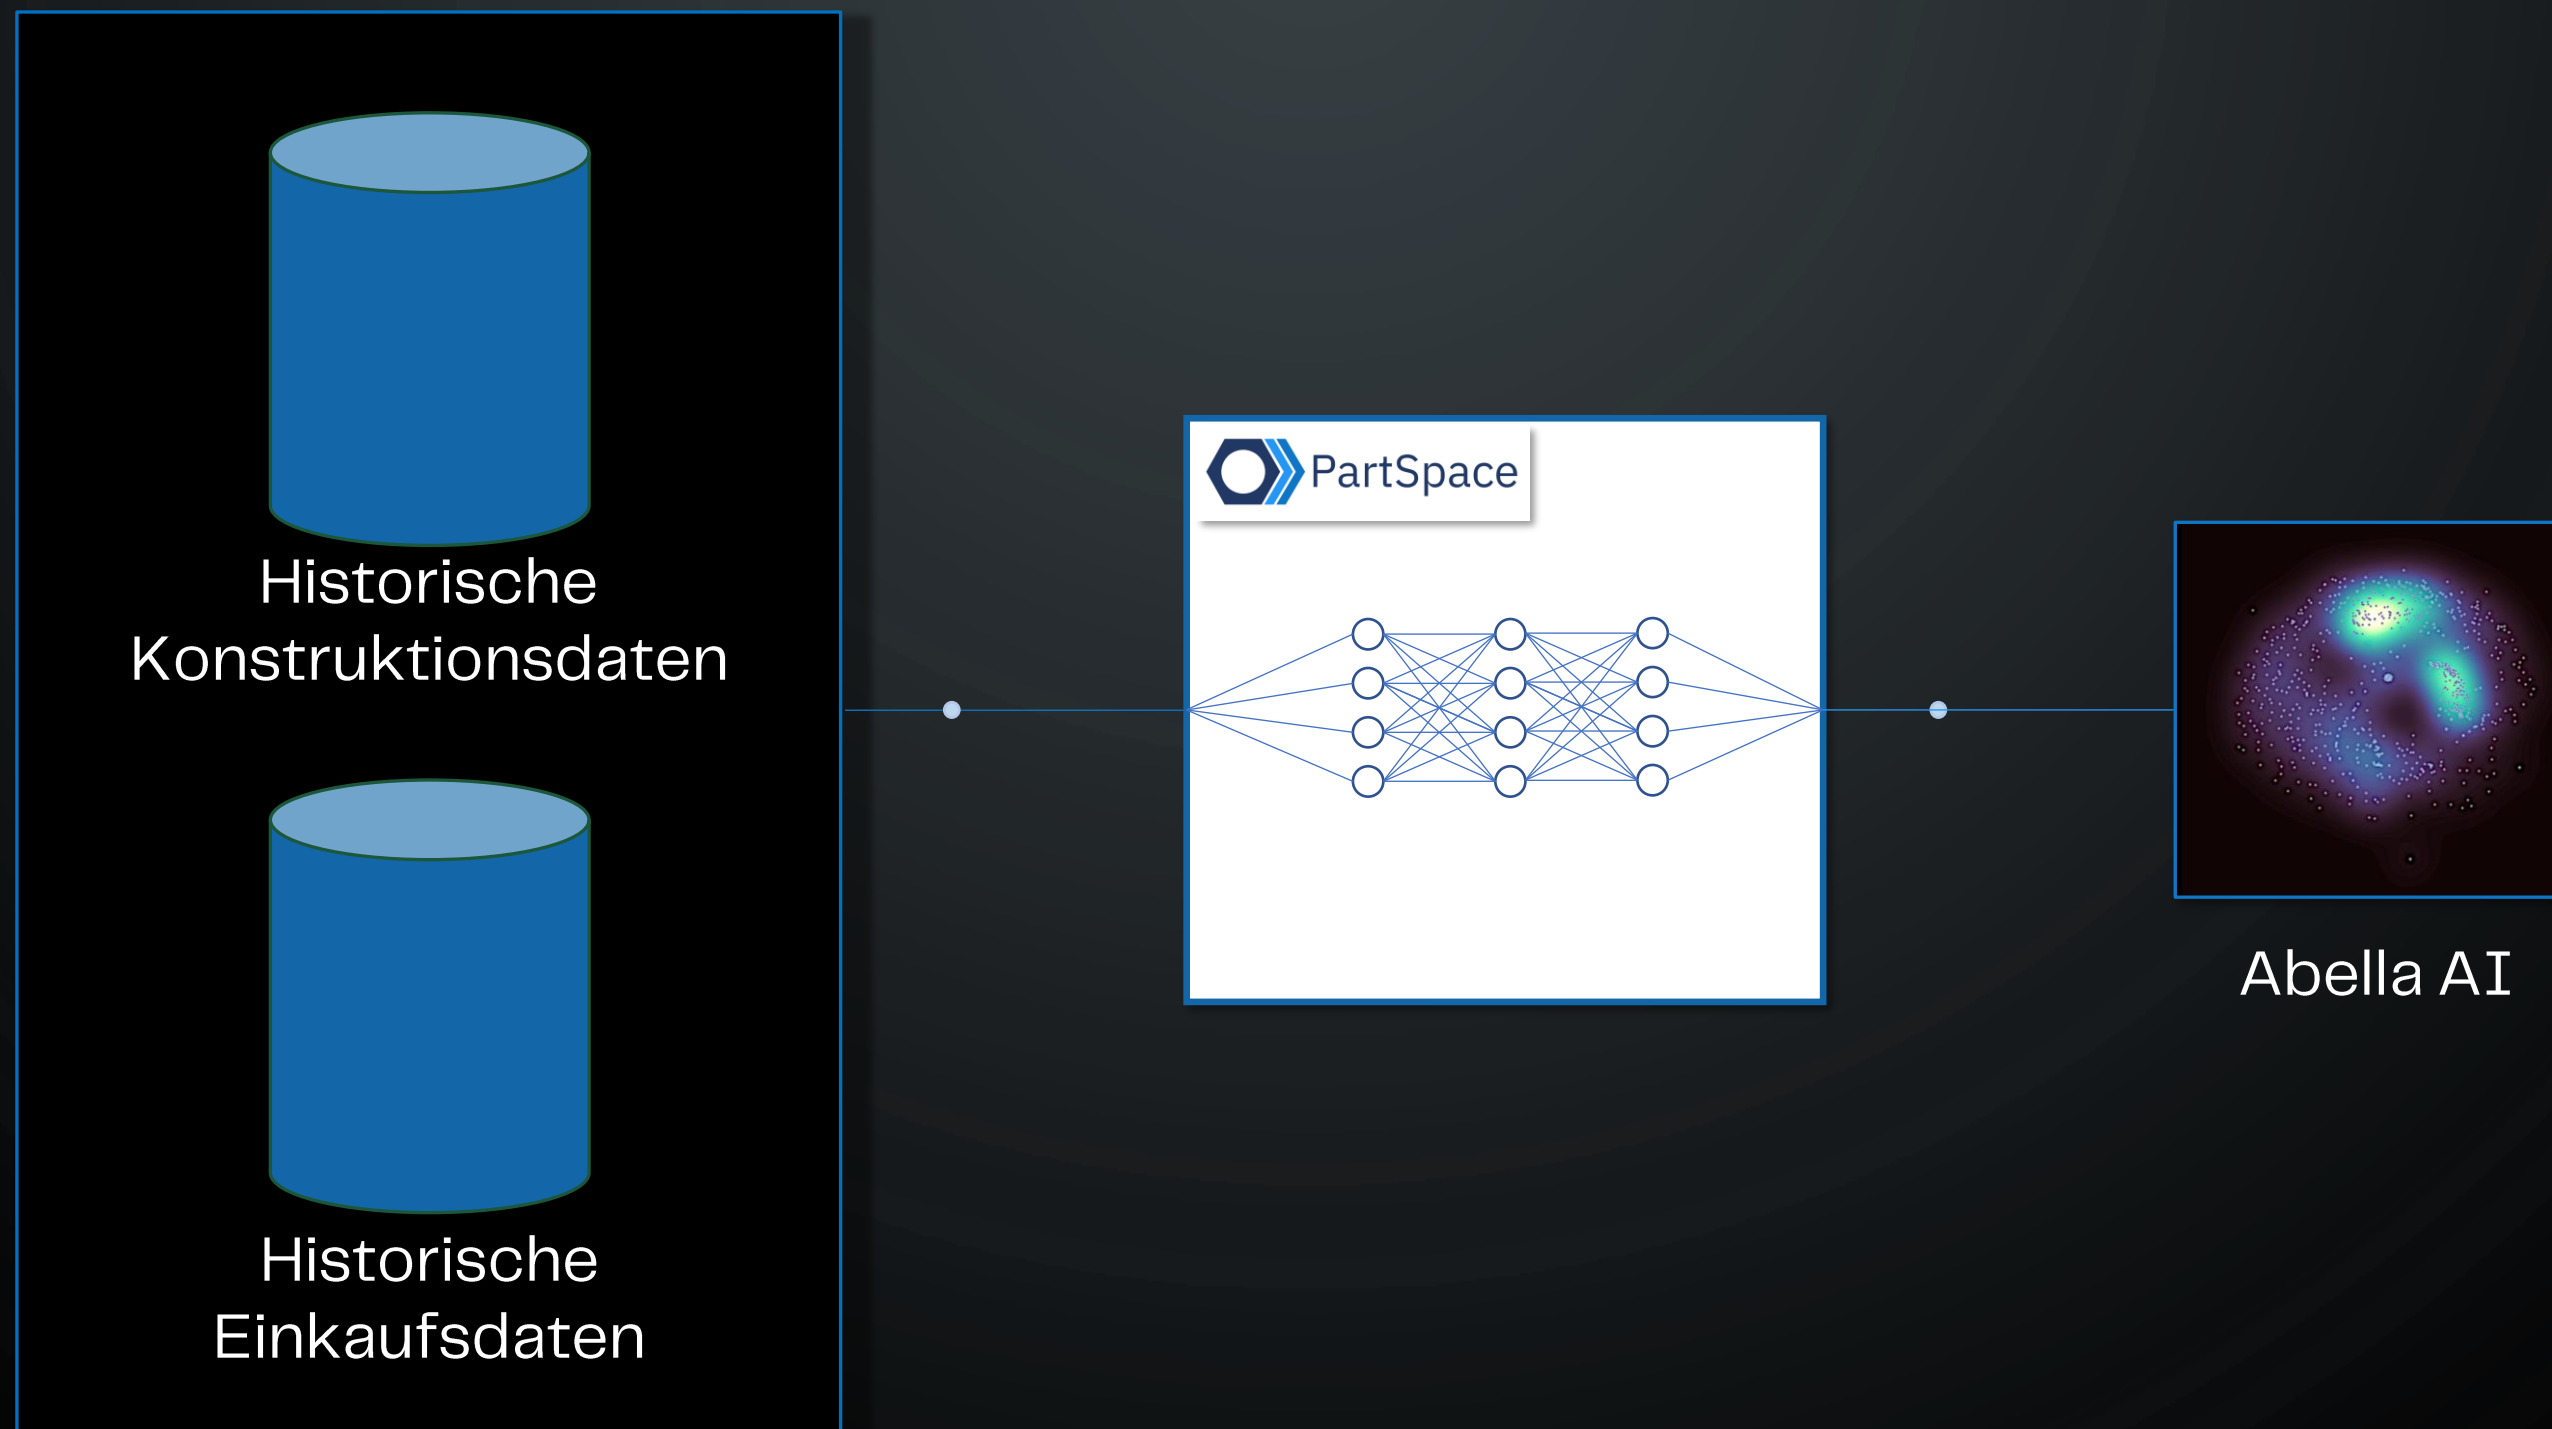 Historische
Konstruktionsdaten
Historische
Einkaufsdaten
PartSpace
Abella AI